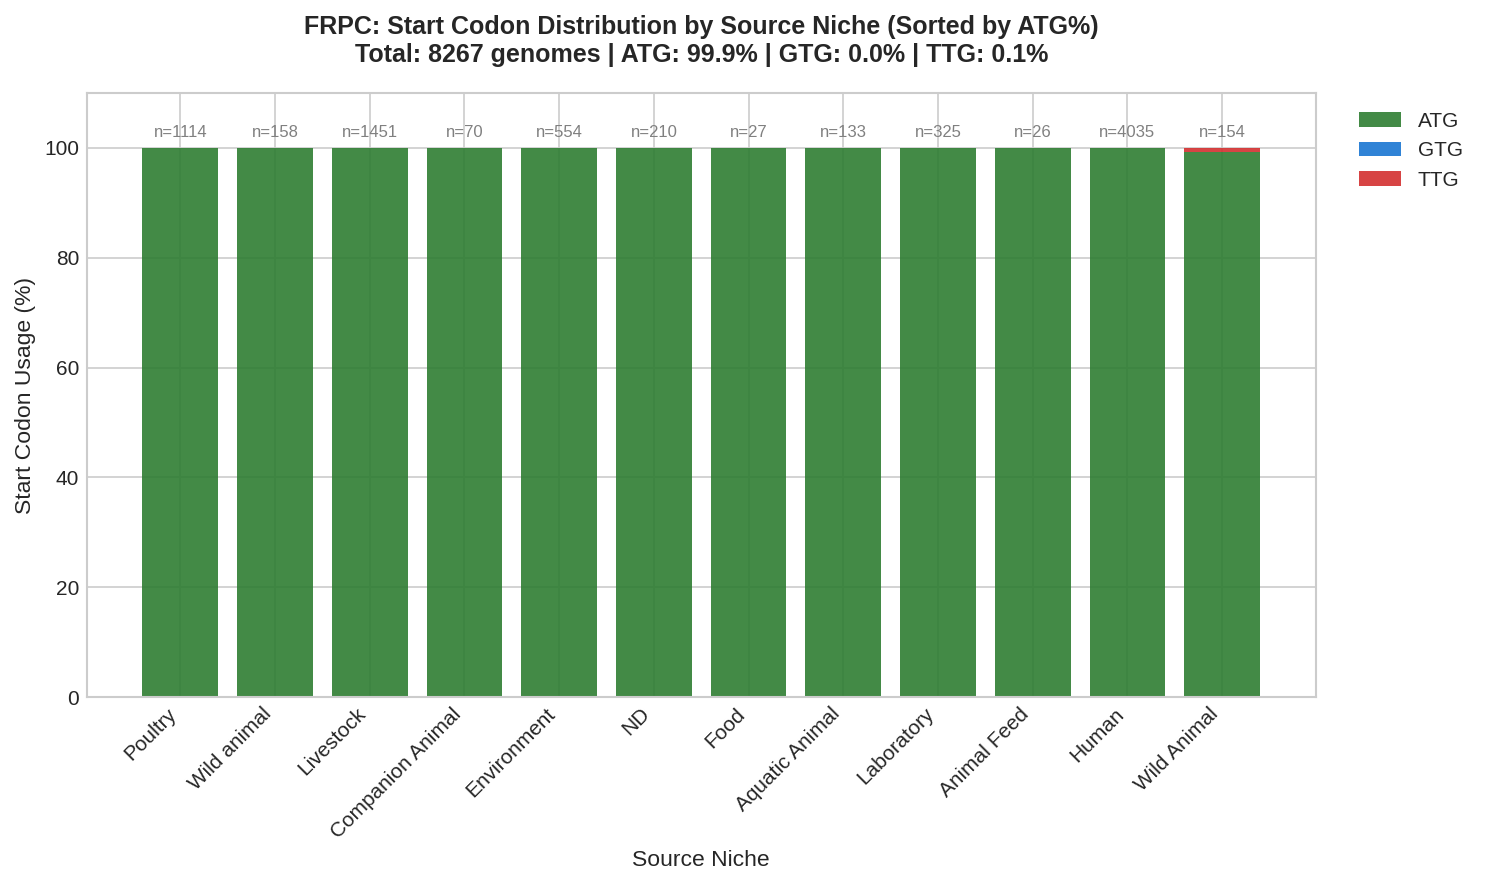 FRPC: Start Codon Distribution by Source Niche (Sorted by ATG%)
Total: 8267 genomes | ATG: 99.9% | GTG: 0.0% | TTG: 0.1%
n=1114 n=158 n=1451 n=70 n=554 n=210 n=27 n=133 n=325 n=26 n=4035 n=154
ATG
GTG
TTG
100
80
60
40
20
0
Start Codon Usage (%)
Poultry
Wild animal
Livestock
Companion Animal
Environment
ND
Food
Aquatic Animal
Laboratory
Animal Feed
Human
Wild Animal
Source Niche